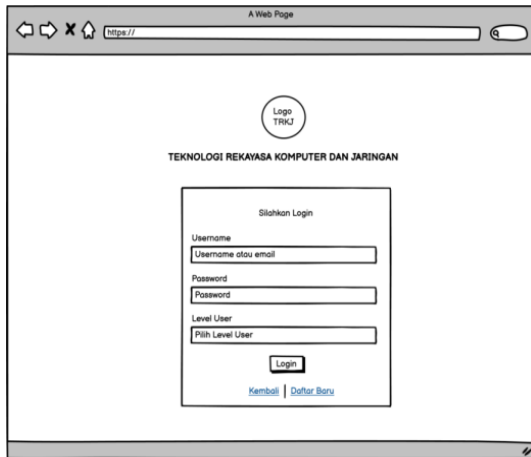 A Web Page
https://
Logo
TRKJ
TEKNOLOGI REKAYASA KOMPUTER DAN JARINGAN
Silahkan Login
Username
Username atau email
Password
Password
Level User
Pilih Level User
Login
Kembali | Daftar Baru